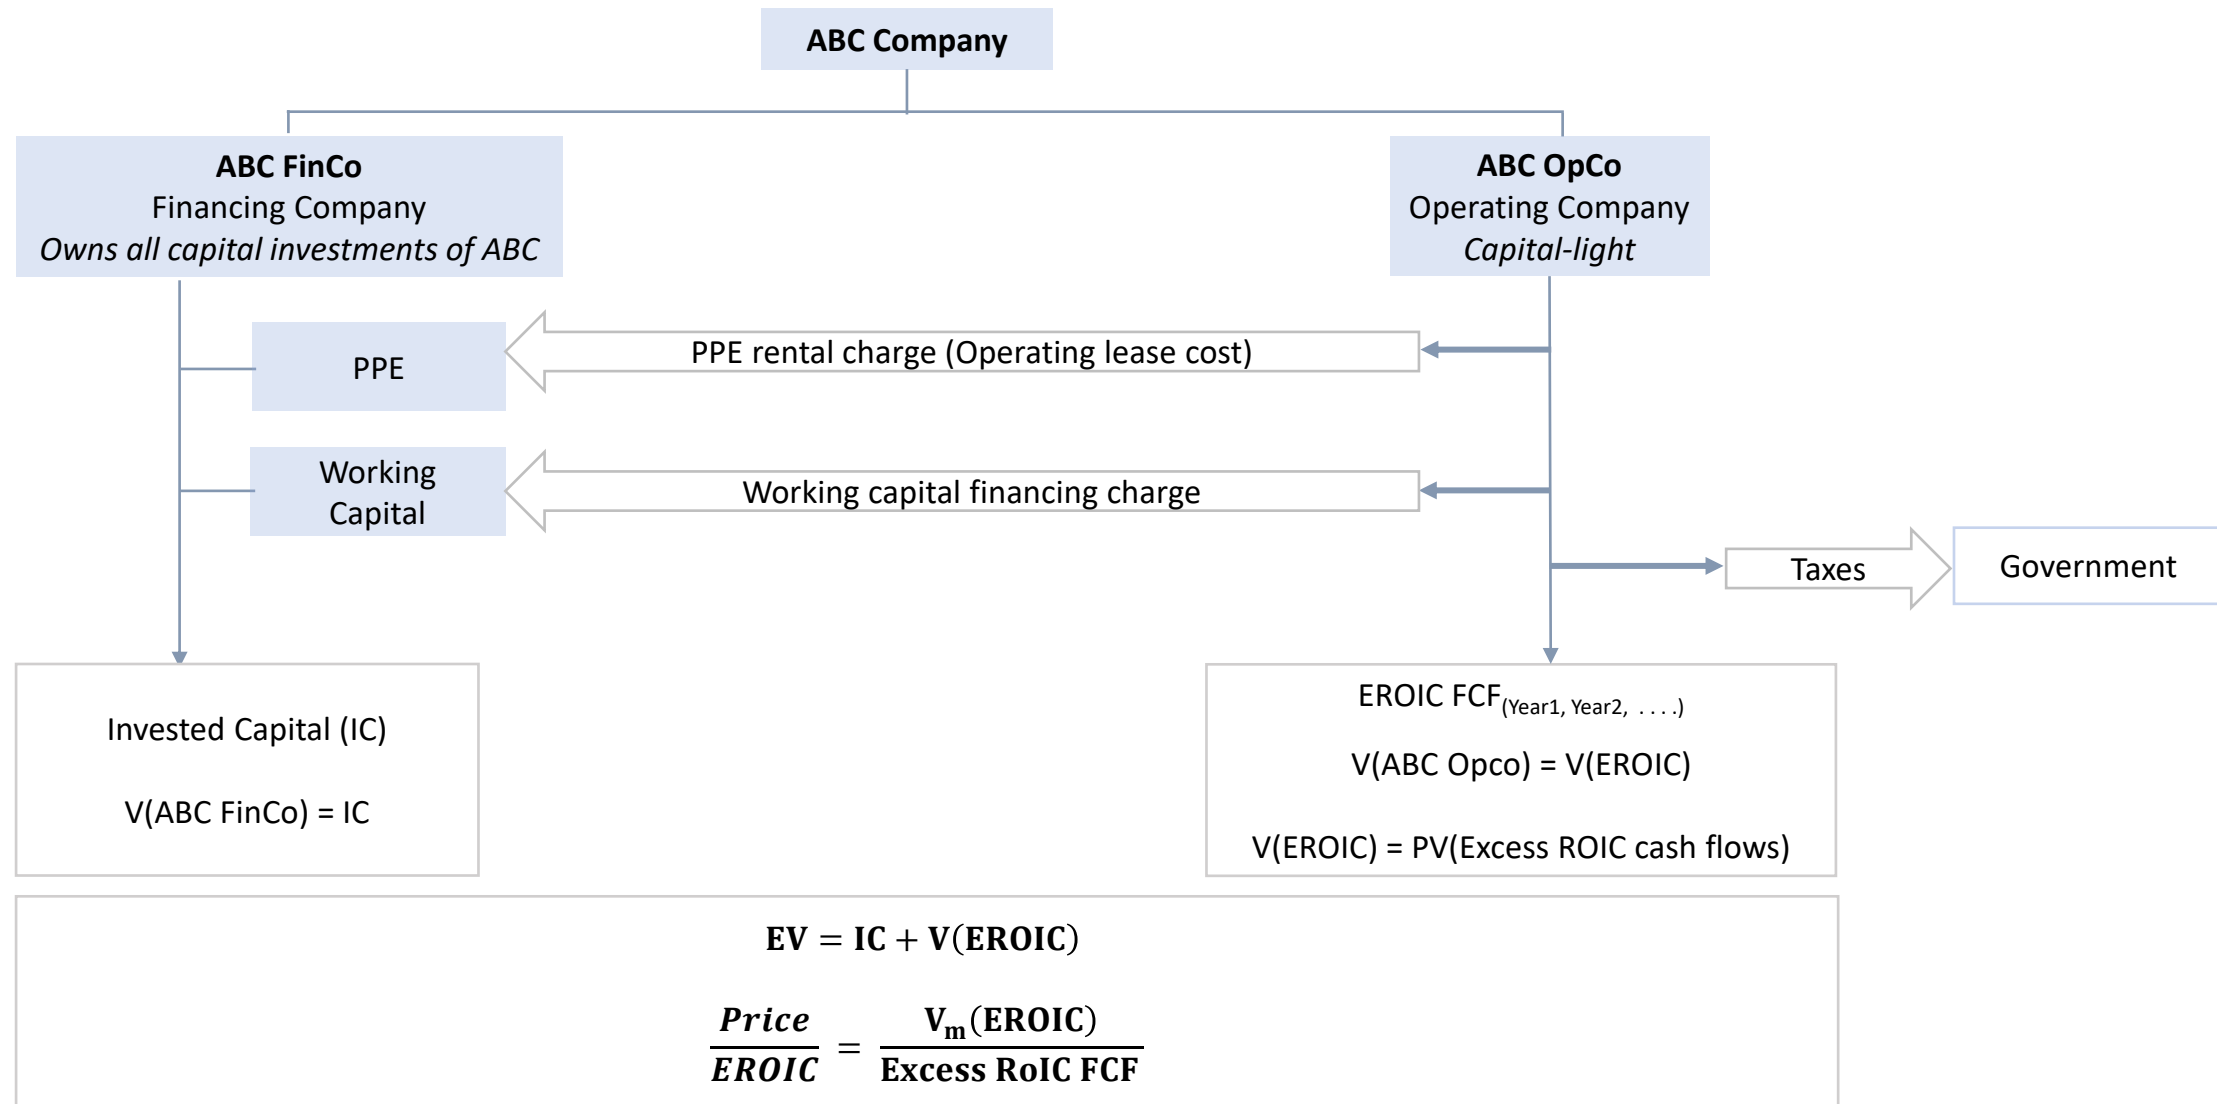 ABC Company
ABC FinCo
Financing Company
Owns all capital investments of ABC
ABC OpCo
Operating Company
Capital-light
PPE
PPE rental charge (Operating lease cost)
Working
Capital
Working capital financing charge
Taxes
Government
Invested Capital (IC)
V(ABC FinCo) = IC
EROIC FCF(Year1, Year2, . . . .)
V(ABC Opco) = V(EROIC)
V(EROIC) = PV(Excess ROIC cash flows)
EV = IC + V(EROIC)
Price / EROIC = Vm(EROIC) / Excess RoIC FCF